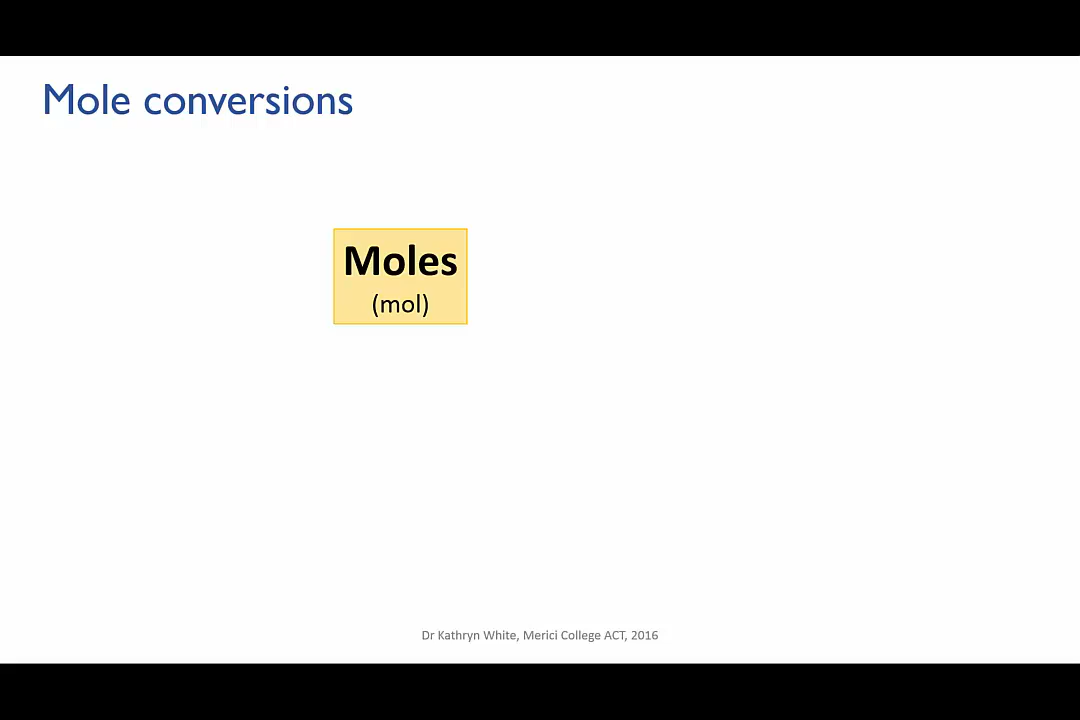 Mole conversions
Moles
(mol)
Dr Kathryn White, Merici College ACT, 2016